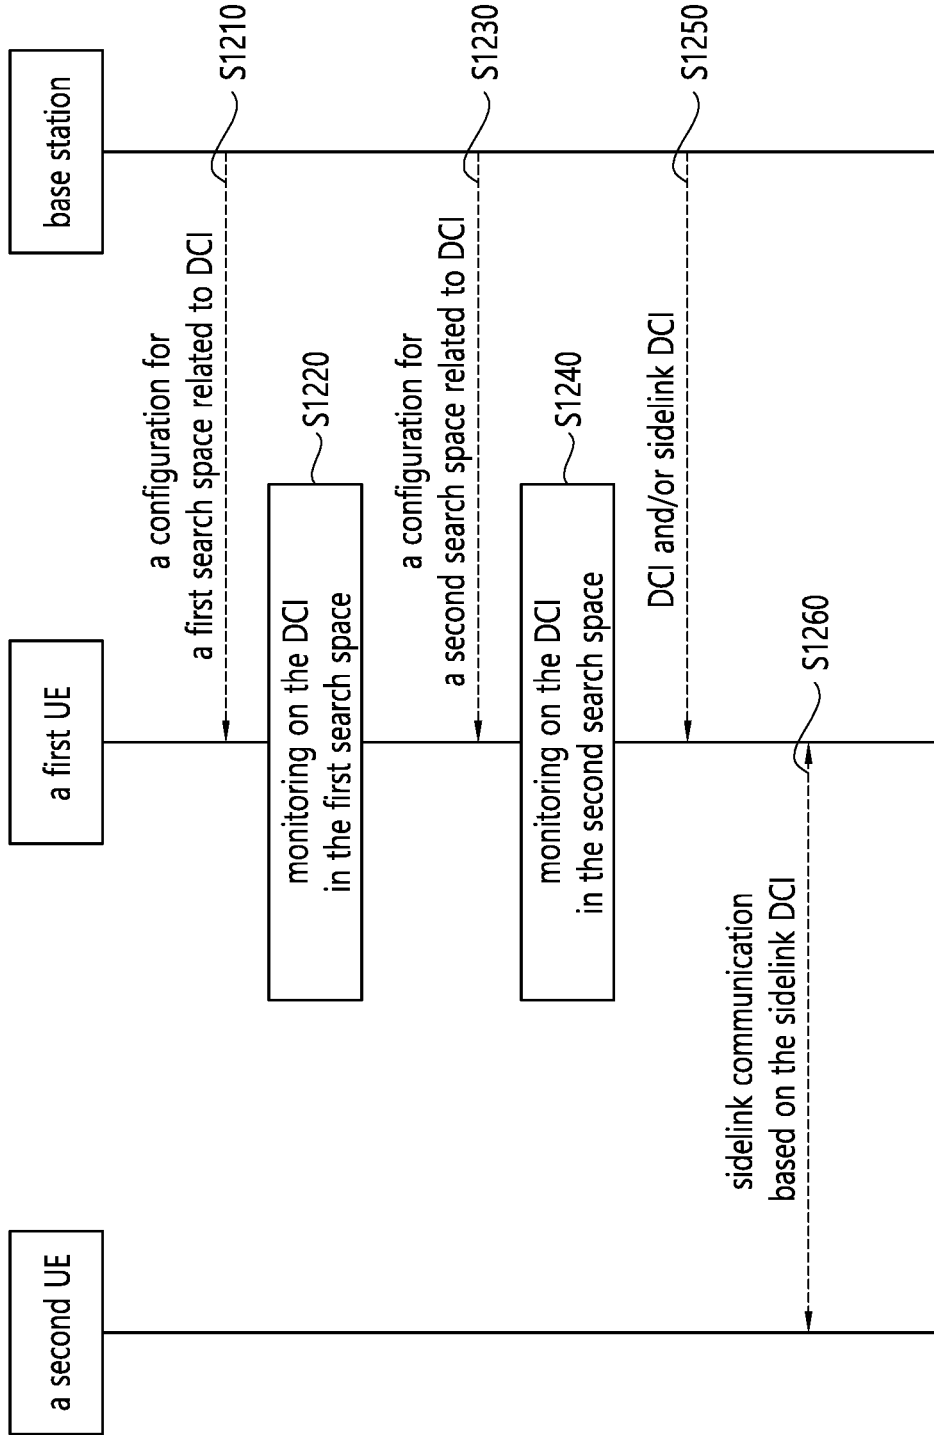 a second UE
a first UE
base station
a configuration for
a first search space related to DCI
S1210
monitoring on the DCI
in the first search space
S1220
a configuration for
a second search space related to DCI
S1230
monitoring on the DCI
in the second search space
S1240
DCI and/or sidelink DCI
S1250
sidelink communication
based on the sidelink DCI
S1260